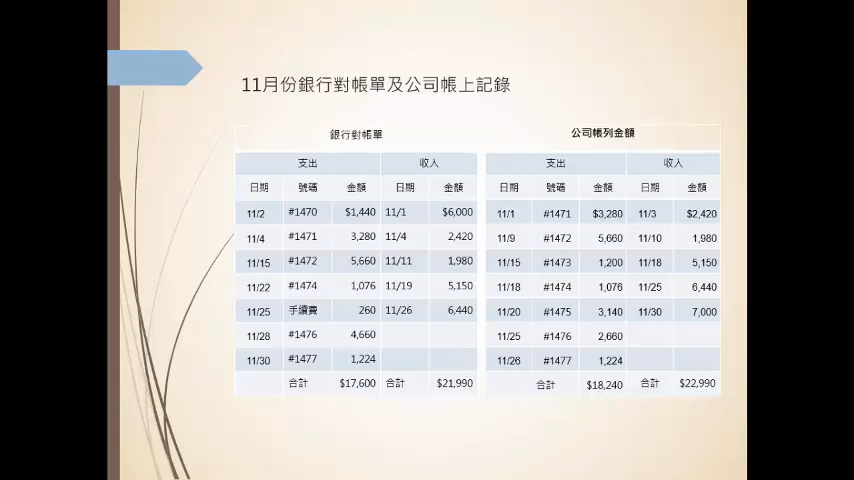 11月份銀行對帳單及公司帳上記錄
銀行對帳單 公司帳列金額
支出 收入 支出 收入
日期 號碼 金額 日期 金額 日期 號碼 金額 日期 金額
11/2 #1470 $1,440 11/1 $6,000 11/1 #1471 $3,280 11/3 $2,420
11/4 #1471 3,280 11/4 2,420 11/9 #1472 5,660 11/10 1,980
11/15 #1472 5,660 11/11 1,980 11/15 #1473 1,200 11/18 5,150
11/22 #1474 1,076 11/19 5,150 11/18 #1474 1,076 11/25 6,440
11/25 手續費 260 11/26 6,440 11/20 #1475 3,140 11/30 7,000
11/28 #1476 4,660 11/25 #1476 2,660
11/30 #1477 1,224 11/26 #1477 1,224
合計 $17,600 合計 $21,990 合計 $18,240 合計 $22,990